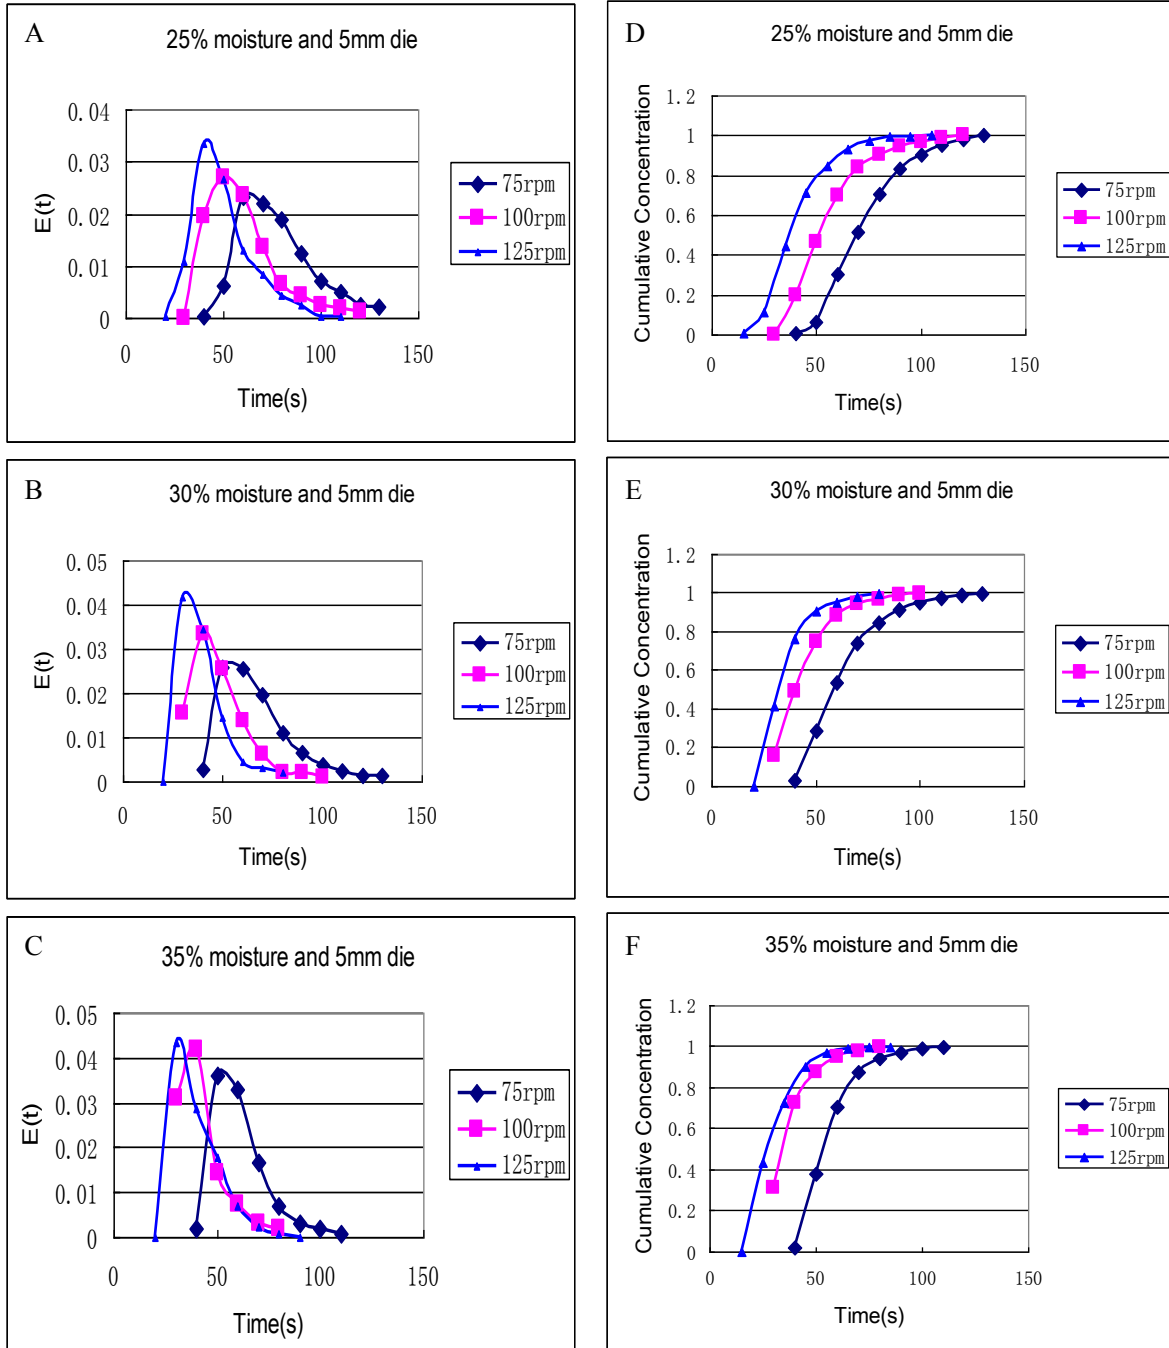 A
25% moisture and 5mm die
0.04
0.03
0.02
0.01
0
E(t)
0 50 100 150
Time(s)
75rpm
100rpm
125rpm
D
25% moisture and 5mm die
1.2
1
0.8
0.6
0.4
0.2
0
Cumulative Concentration
0 50 100 150
Time(s)
75rpm
100rpm
125rpm
B
30% moisture and 5mm die
0.05
0.04
0.03
0.02
0.01
0
E(t)
0 50 100 150
Time(s)
75rpm
100rpm
125rpm
E
30% moisture and 5mm die
1.2
1
0.8
0.6
0.4
0.2
0
Cumulative Concentration
0 50 100 150
Time(s)
75rpm
100rpm
125rpm
C
35% moisture and 5mm die
0.05
0.04
0.03
0.02
0.01
0
E(t)
0 50 100 150
Time(s)
75rpm
100rpm
125rpm
F
35% moisture and 5mm die
1.2
1
0.8
0.6
0.4
0.2
0
Cumulative Concentration
0 50 100 150
Time(s)
75rpm
100rpm
125rpm